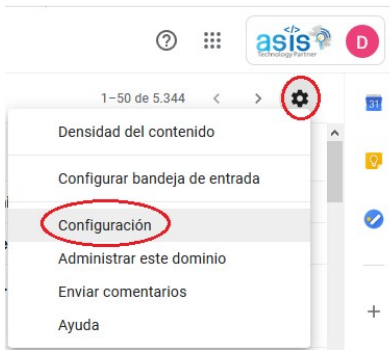 </>
asis
Technology Partner
D
1–50 de 5.344
31
Densidad del contenido
Configurar bandeja de entrada
Configuración
Administrar este dominio
Enviar comentarios
Ayuda